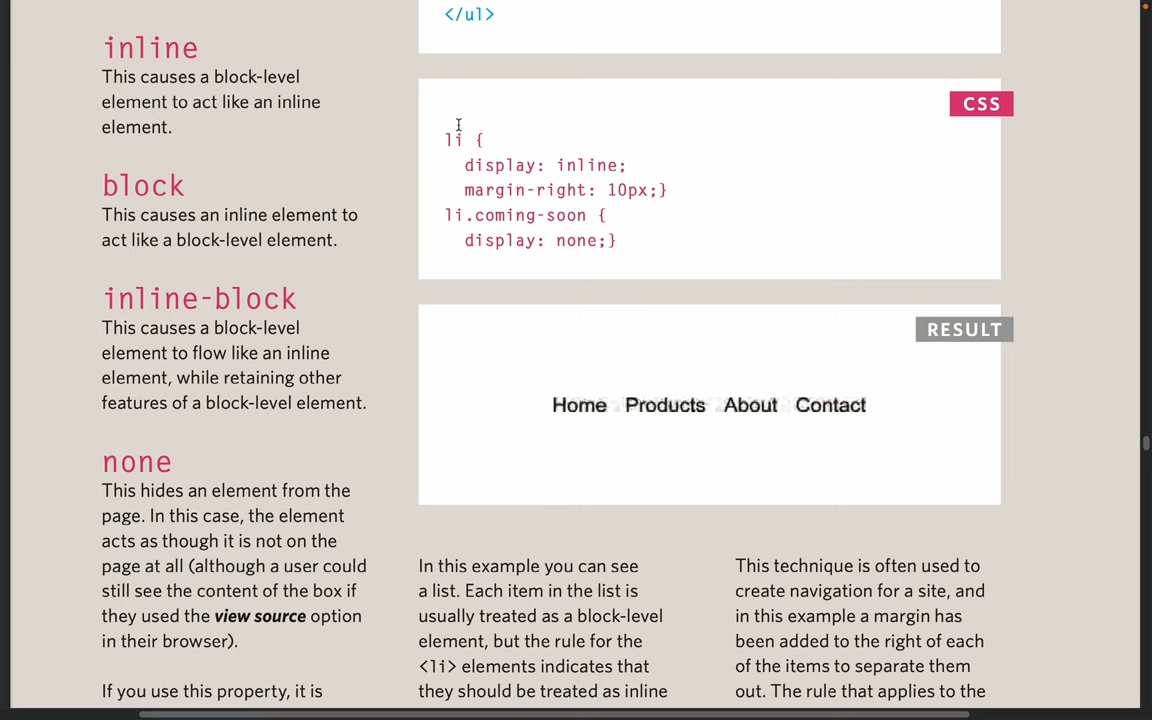 inline
This causes a block-level
element to act like an inline
element.
block
This causes an inline element to
act like a block-level element.
inline-block
This causes a block-level
element to flow like an inline
element, while retaining other
features of a block-level element.
none
This hides an element from the
page. In this case, the element
acts as though it is not on the
page at all (although a user could
still see the content of the box if
they used the view source option
in their browser).
If you use this property, it is
</ul>
CSS
li {
  display: inline;
  margin-right: 10px;}
li.coming-soon {
  display: none;}
RESULT
Home Products About Contact
In this example you can see
a list. Each item in the list is
usually treated as a block-level
element, but the rule for the
<li> elements indicates that
they should be treated as inline
This technique is often used to
create navigation for a site, and
in this example a margin has
been added to the right of each
of the items to separate them
out. The rule that applies to the